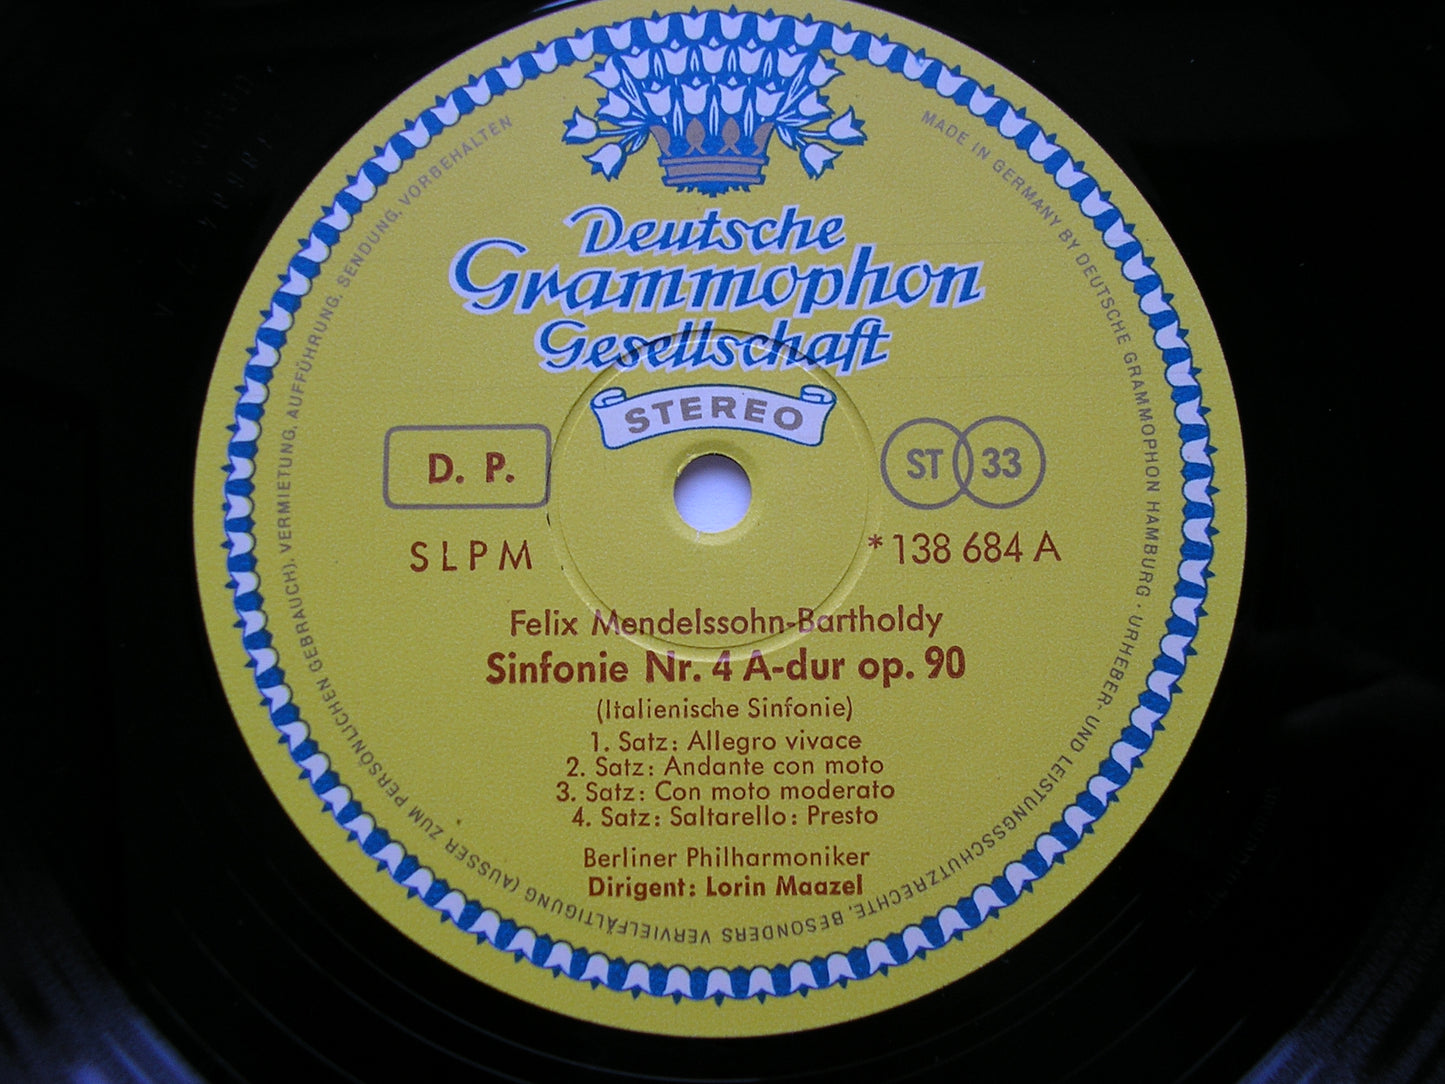 Deutsche
Grammophon
Gesellschaft
STEREO
D. P.
ST 33
SLPM
*138 684 A
Felix Mendelssohn-Bartholdy
Sinfonie Nr. 4 A-dur op. 90
(Italienische Sinfonie)
1. Satz: Allegro vivace
2. Satz: Andante con moto
3. Satz: Con moto moderato
4. Satz: Saltarello: Presto
Berliner Philharmoniker
Dirigent: Lorin Maazel
MADE IN GERMANY BY DEUTSCHE GRAMMOPHON HAMBURG · URHEBER- UND LEISTUNGSSCHUTZRECHTE, BESONDERS VERVIELFÄLTIGUNG (AUSSER ZUM PERSÖNLICHEN GEBRAUCH), VERMIETUNG, AUFFÜHRUNG, SENDUNG, VORBEHALTEN